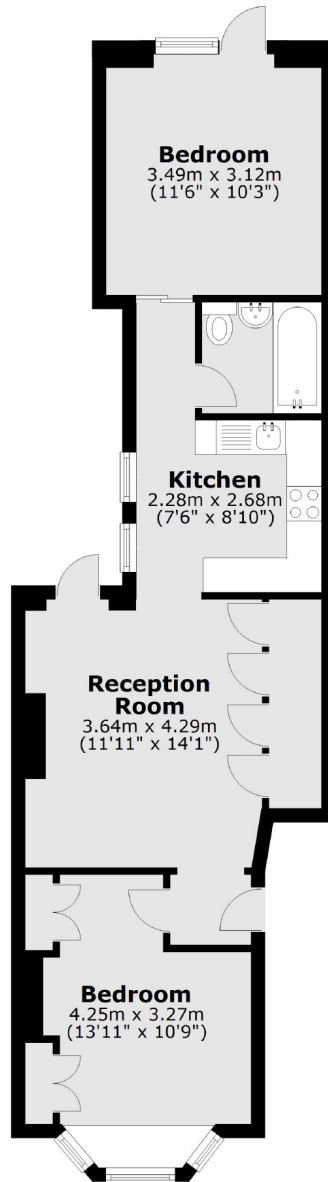 Bedroom
3.49m x 3.12m
(11'6" x 10'3")
Kitchen
2.28m x 2.68m
(7'6" x 8'10")
Reception
Room
3.64m x 4.29m
(11'11" x 14'1")
Bedroom
4.25m x 3.27m
(13'11" x 10'9")